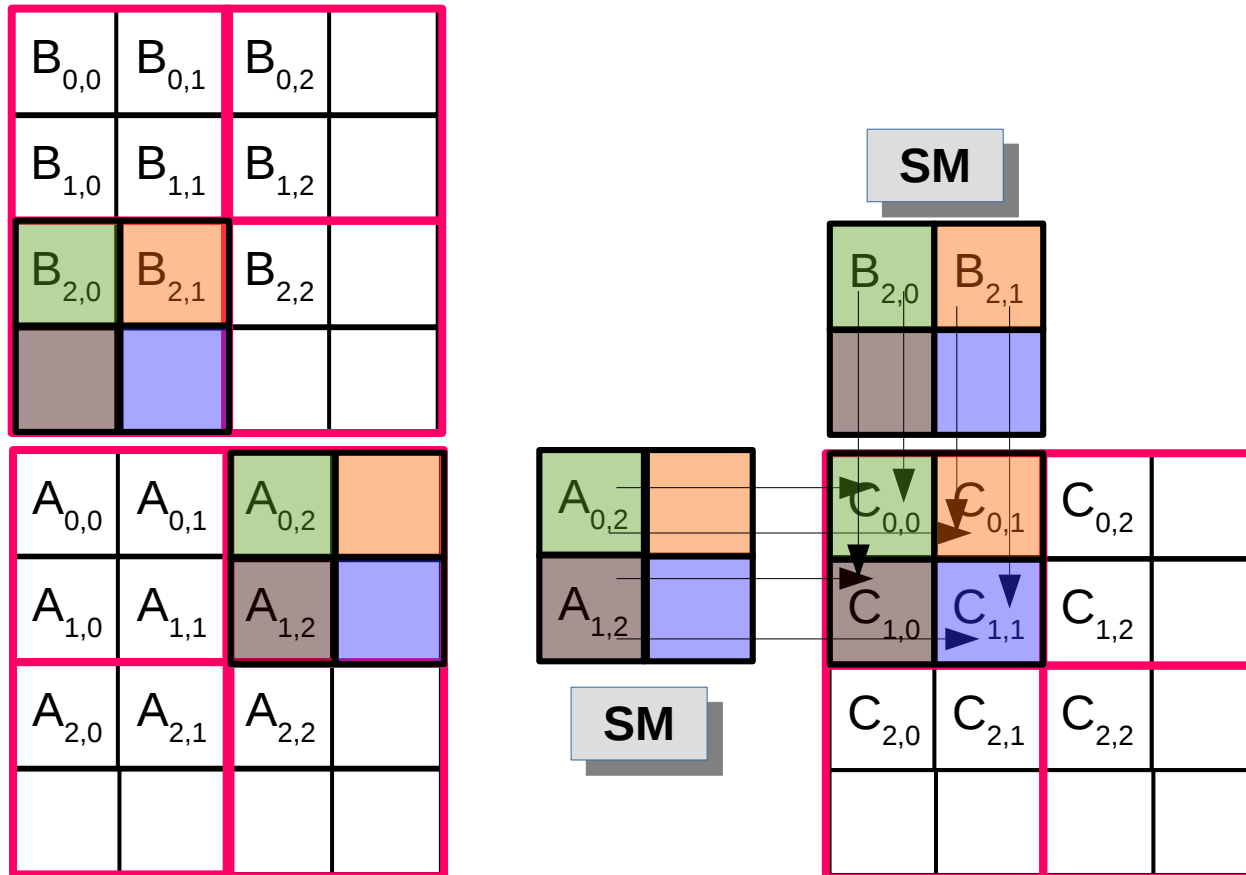 B0,0 B0,1 B0,2
B1,0 B1,1 B1,2
B2,0 B2,1 B2,2
A0,0 A0,1 A0,2
A1,0 A1,1 A1,2
A2,0 A2,1 A2,2
SM
B2,0 B2,1
A0,2
A1,2
SM
C0,0 C0,1 C0,2
C1,0 C1,1 C1,2
C2,0 C2,1 C2,2